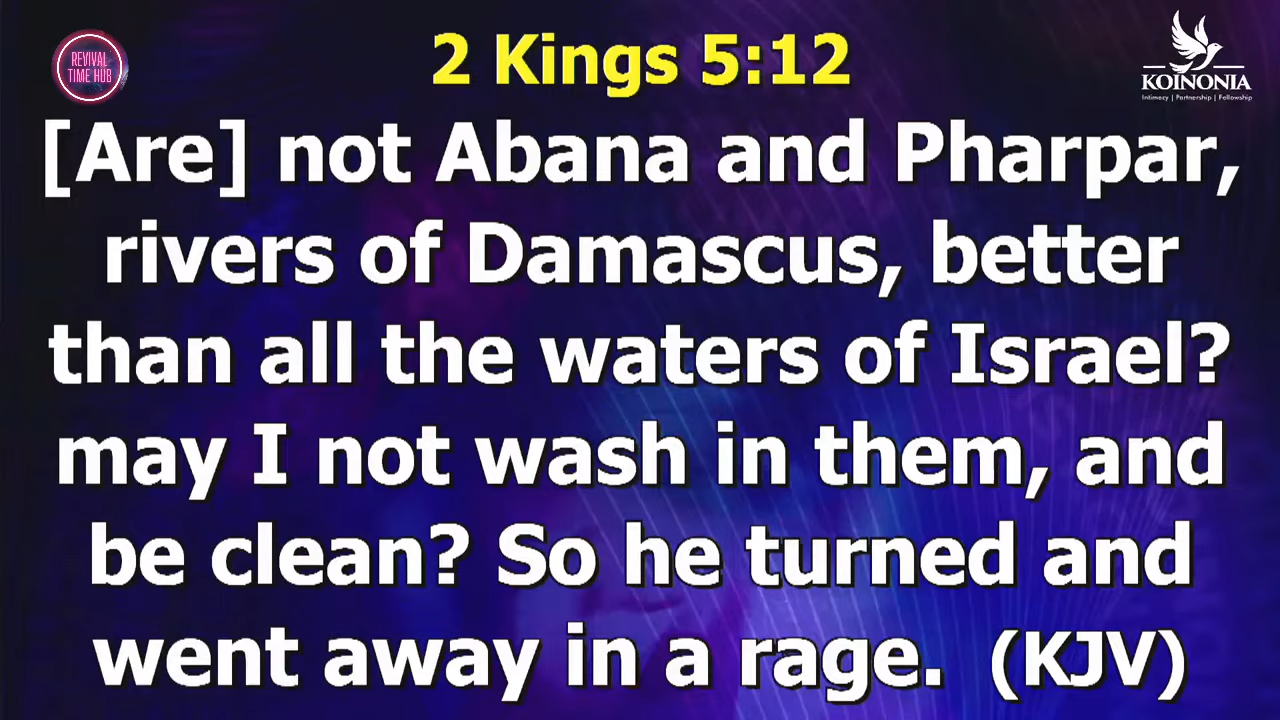 REVIVAL
TIME HUB
2 Kings 5:12
KOINONIA
Intimacy | Partnership | Fellowship
[Are] not Abana and Pharpar,
rivers of Damascus, better
than all the waters of Israel?
may I not wash in them, and
be clean? So he turned and
went away in a rage. (KJV)